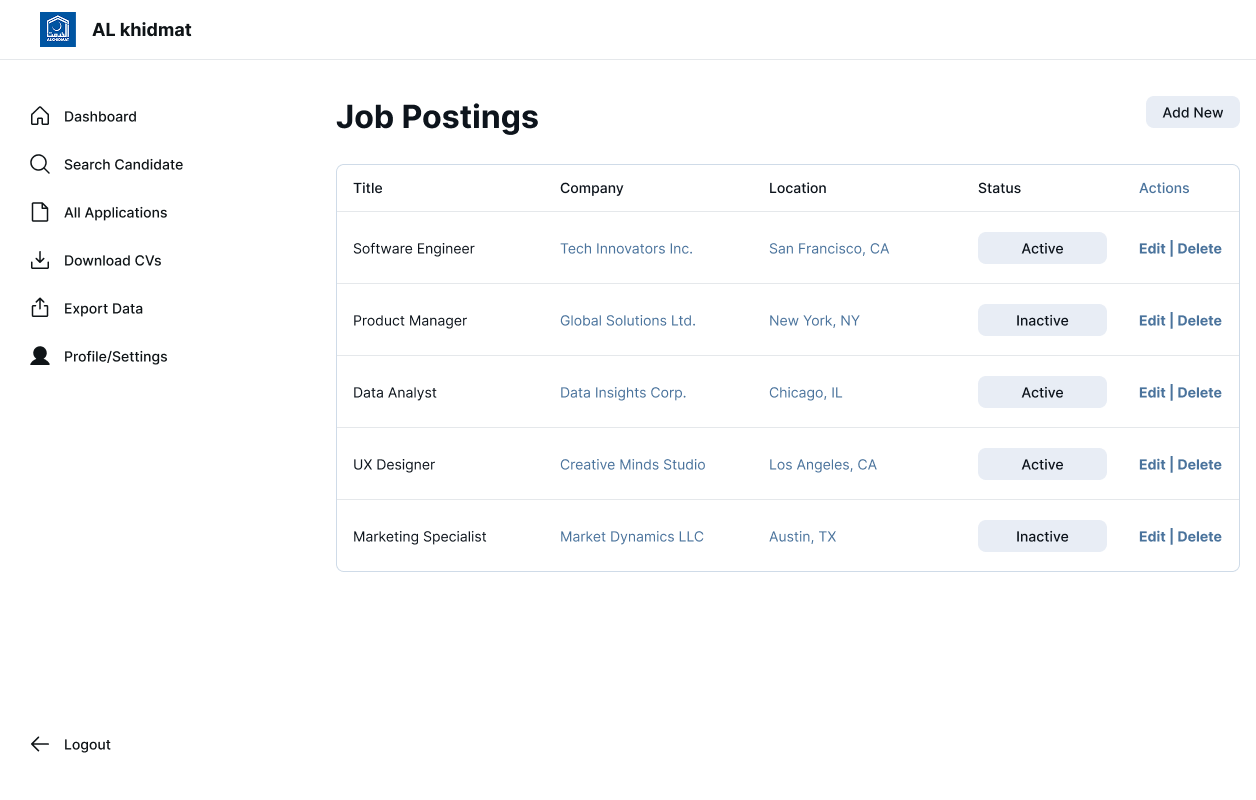 ALKHIDMAT
AL khidmat
Dashboard
Search Candidate
All Applications
Download CVs
Export Data
Profile/Settings
Logout
Job Postings
Add New
Title Company Location Status Actions
Software Engineer Tech Innovators Inc. San Francisco, CA Active Edit | Delete
Product Manager Global Solutions Ltd. New York, NY Inactive Edit | Delete
Data Analyst Data Insights Corp. Chicago, IL Active Edit | Delete
UX Designer Creative Minds Studio Los Angeles, CA Active Edit | Delete
Marketing Specialist Market Dynamics LLC Austin, TX Inactive Edit | Delete